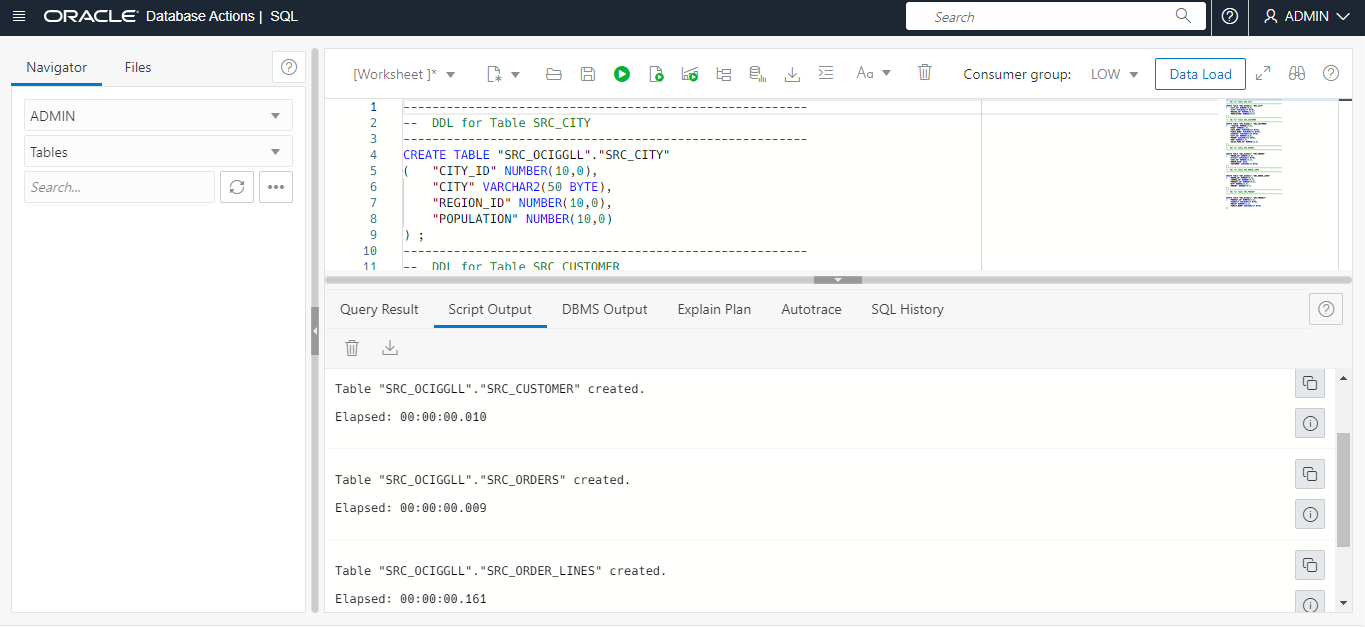 ORACLE® Database Actions | SQL
Search
ADMIN
Navigator
Files
ADMIN
Tables
Search...
[Worksheet ]*
Aa
Consumer group:
LOW
Data Load
1 -------------------------------------------------------
2 --  DDL for Table SRC_CITY
3 -------------------------------------------------------
4 CREATE TABLE "SRC_OCIGGLL"."SRC_CITY"
5 (   "CITY_ID" NUMBER(10,0),
6     "CITY" VARCHAR2(50 BYTE),
7     "REGION_ID" NUMBER(10,0),
8     "POPULATION" NUMBER(10,0)
9 ) ;
10 -------------------------------------------------------
11 --  DDL for Table SRC_CUSTOMER
Query Result
Script Output
DBMS Output
Explain Plan
Autotrace
SQL History
Table "SRC_OCIGGLL"."SRC_CUSTOMER" created.
Elapsed: 00:00:00.010
Table "SRC_OCIGGLL"."SRC_ORDERS" created.
Elapsed: 00:00:00.009
Table "SRC_OCIGGLL"."SRC_ORDER_LINES" created.
Elapsed: 00:00:00.161